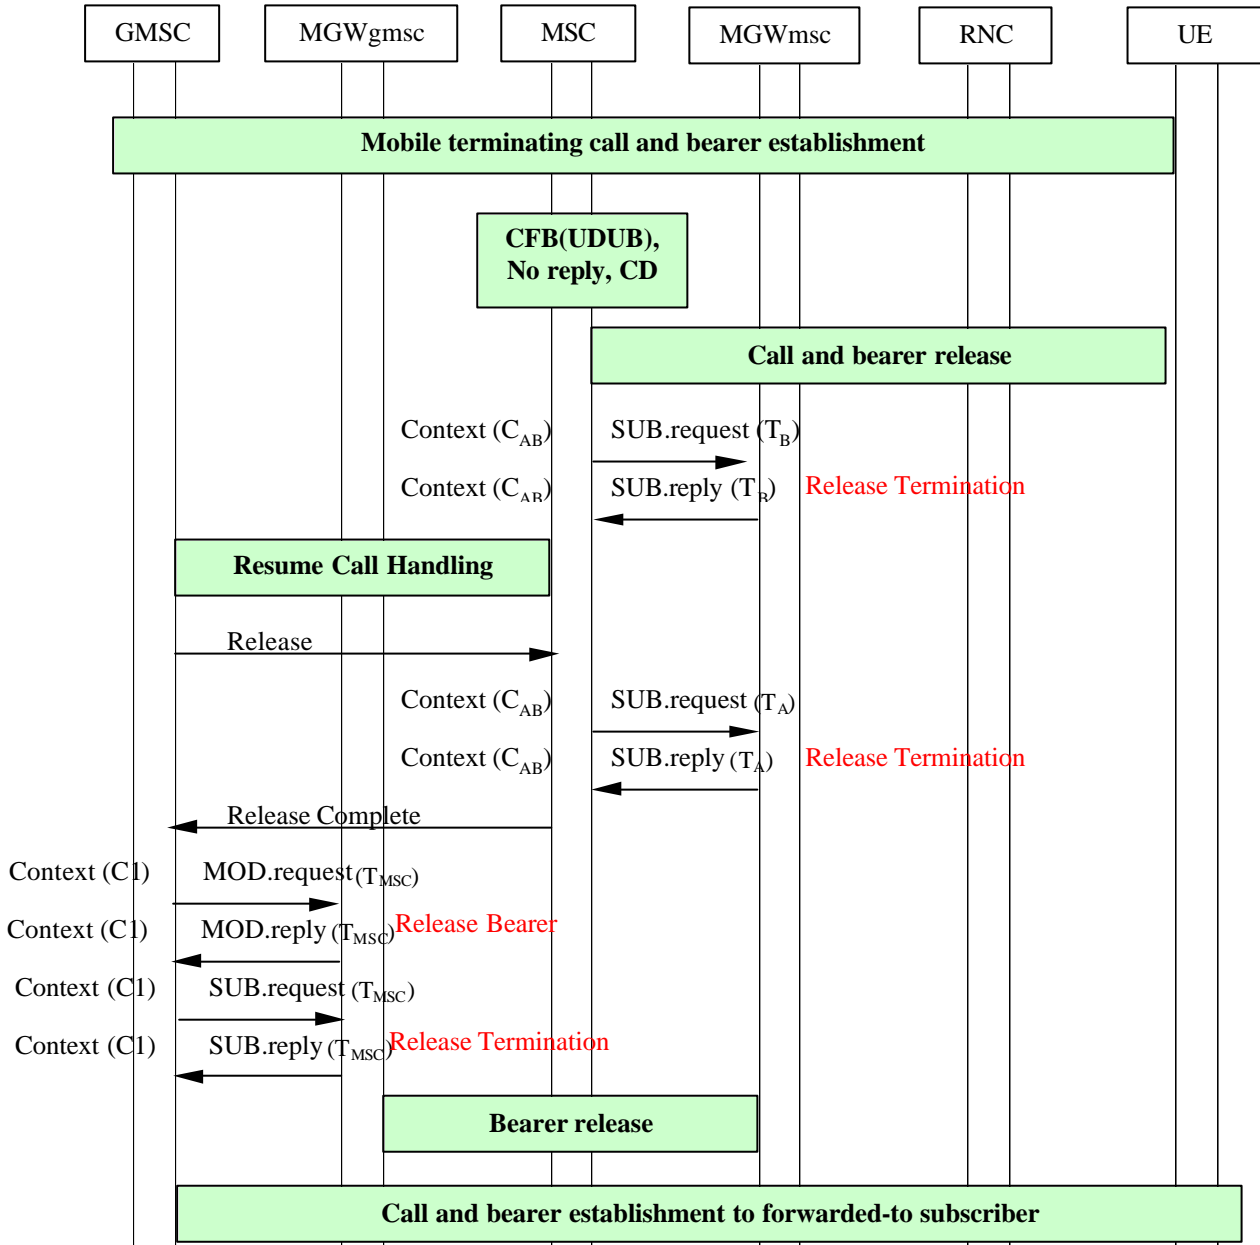 GMSC MGWgmsc MSC MGWmsc RNC UE
Mobile terminating call and bearer establishment
CFB(UDUB),
No reply, CD
Call and bearer release
Context (CAB) SUB.request (TB)
Context (CAB) SUB.reply (TB) Release Termination
Resume Call Handling
Release
Context (CAB) SUB.request (TA)
Context (CAB) SUB.reply (TA) Release Termination
Release Complete
Context (C1) MOD.request (TMSC)
Context (C1) MOD.reply (TMSC) Release Bearer
Context (C1) SUB.request (TMSC)
Context (C1) SUB.reply (TMSC) Release Termination
Bearer release
Call and bearer establishment to forwarded-to subscriber